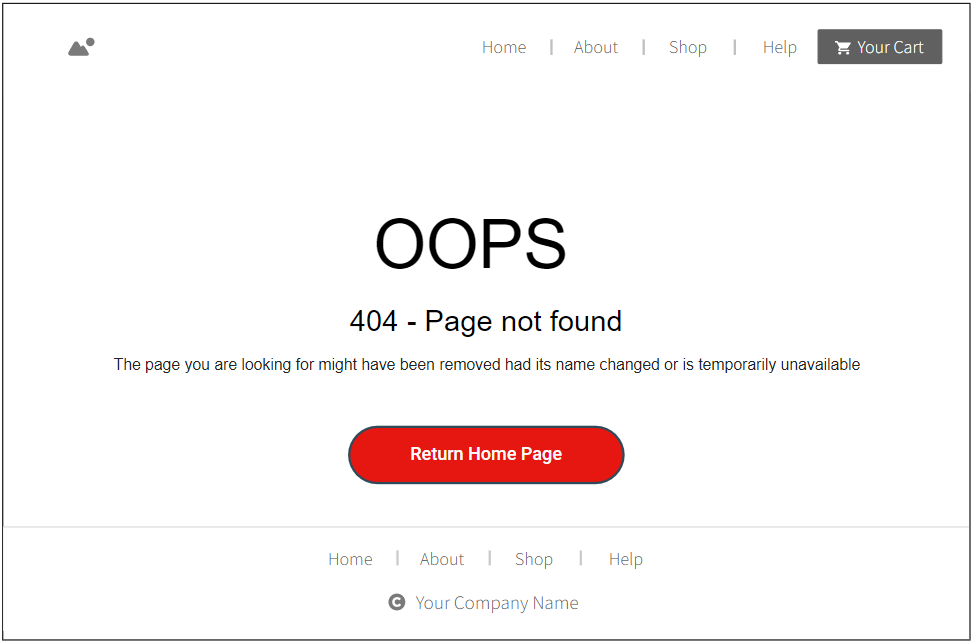 Home | About | Shop | Help Your Cart
OOPS
404 - Page not found
The page you are looking for might have been removed had its name changed or is temporarily unavailable
Return Home Page
Home | About | Shop | Help
© Your Company Name